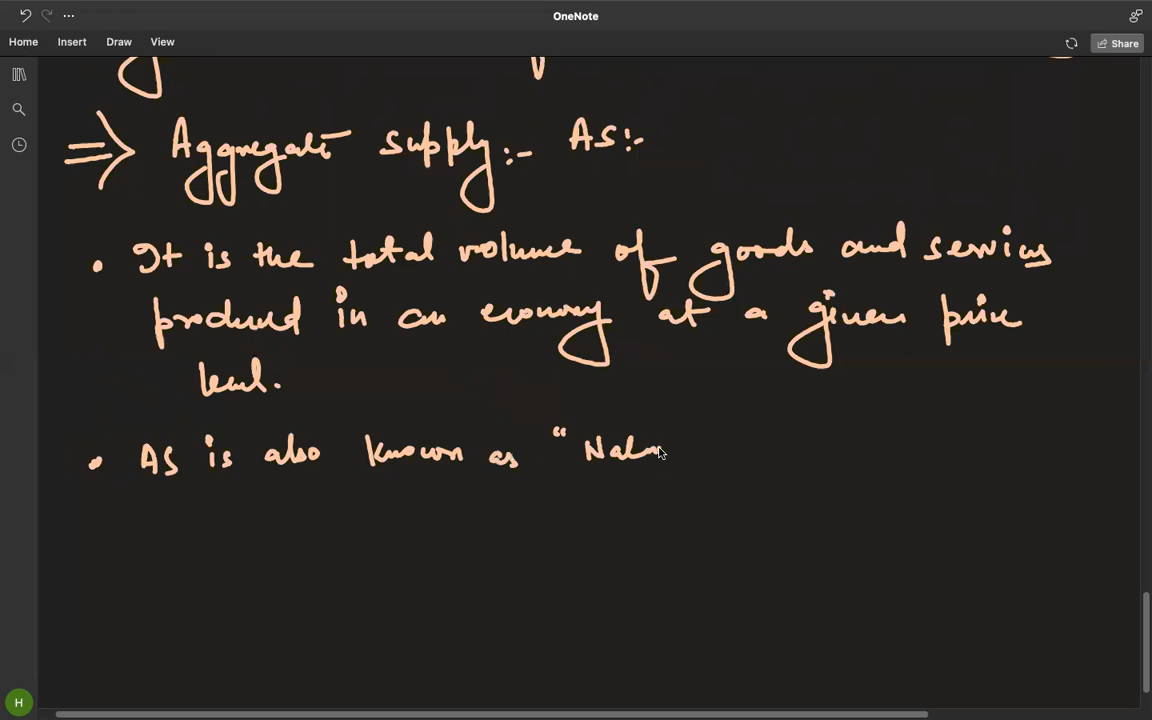 OneNote
Home Insert Draw View
Share
⇒ Aggregate supply:- AS:-
• It is the total volume of goods and services
produced in an economy at a given price
level.
• AS is also known as "
H